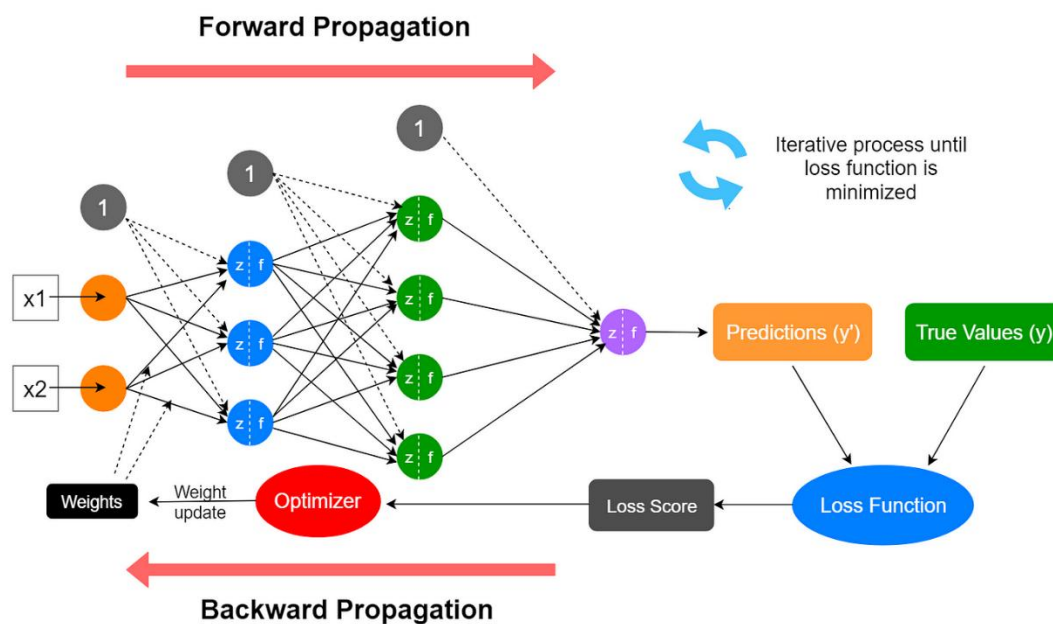 Forward Propagation
1
1
1
Iterative process until
loss function is
minimized
z f
z f
x1
z f
z f
z f
Predictions (y')
True Values (y)
x2
z f
z f
z f
Weights
Weight
update
Optimizer
Loss Score
Loss Function
Backward Propagation